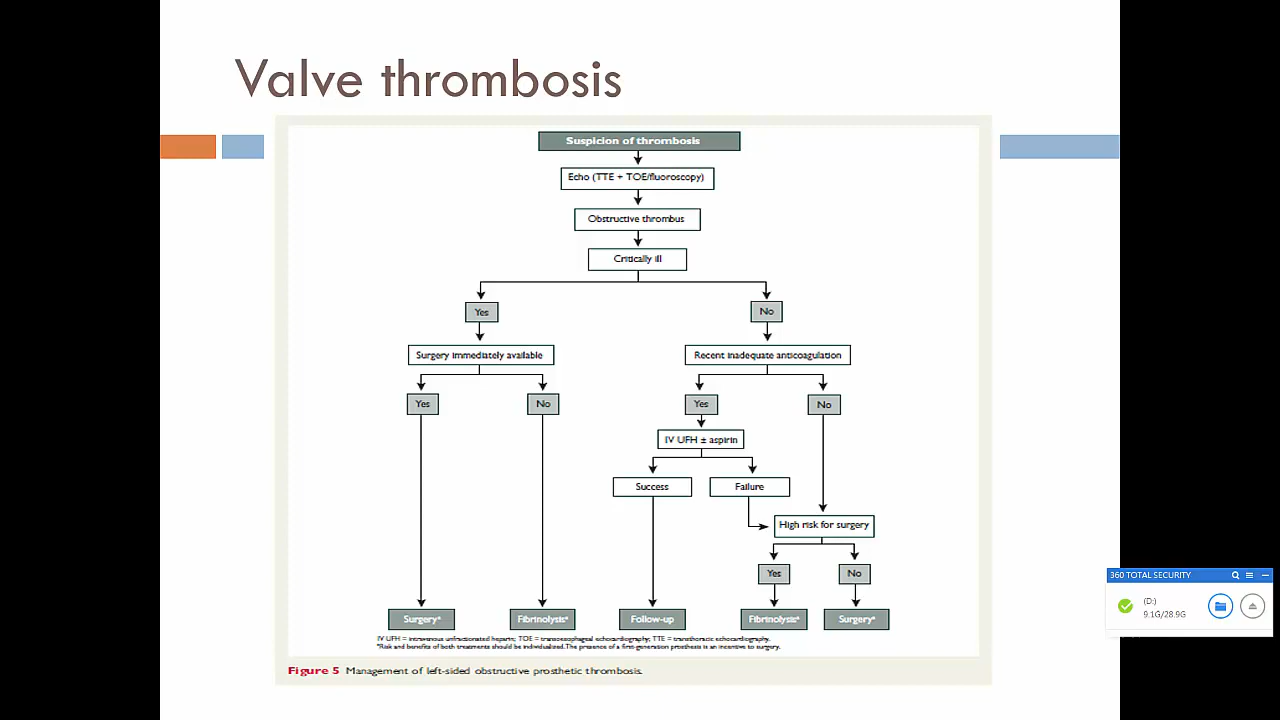 Valve thrombosis
Suspicion of thrombosis
Echo (TTE + TOE/fluoroscopy)
Obstructive thrombus
Critically ill
Yes
No
Surgery immediately available
Recent inadequate anticoagulation
Yes
No
Yes
No
IV UFH ± aspirin
Success
Failure
High risk for surgery
Yes
No
Surgery*
Fibrinolysis*
Follow-up
Fibrinolysis*
Surgery*
IV UFH = intravenous unfractionated heparin; TOE = transoesophageal echocardiography; TTE = transthoracic echocardiography.
*Risk and benefits of both treatments should be individualized. The presence of a first-generation prosthesis is an incentive to surgery.
Figure 5 Management of left-sided obstructive prosthetic thrombosis.
360 TOTAL SECURITY
(D:)
9.1G/28.9G